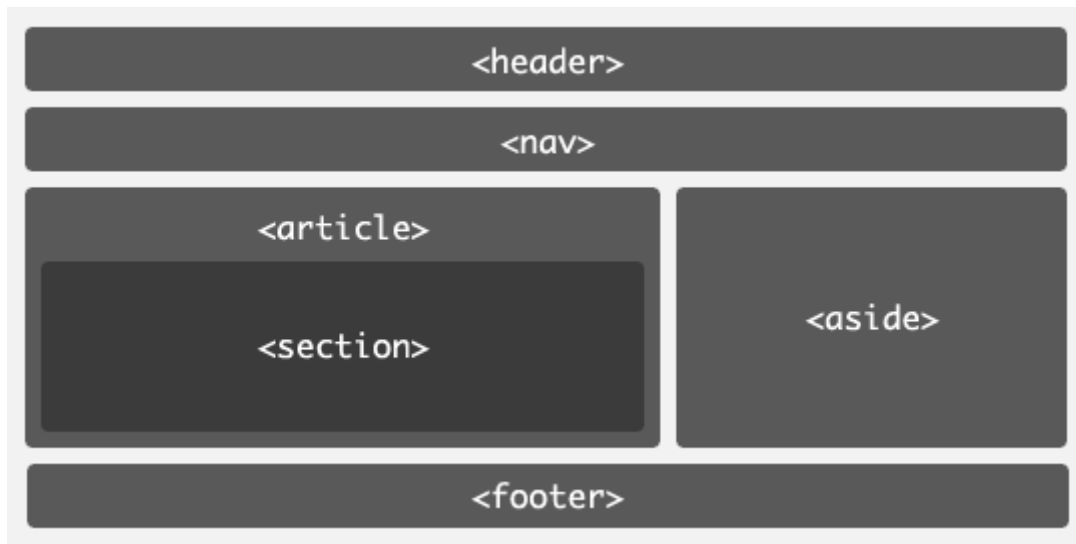 <header>
<nav>
<article>
<section>
<aside>
<footer>